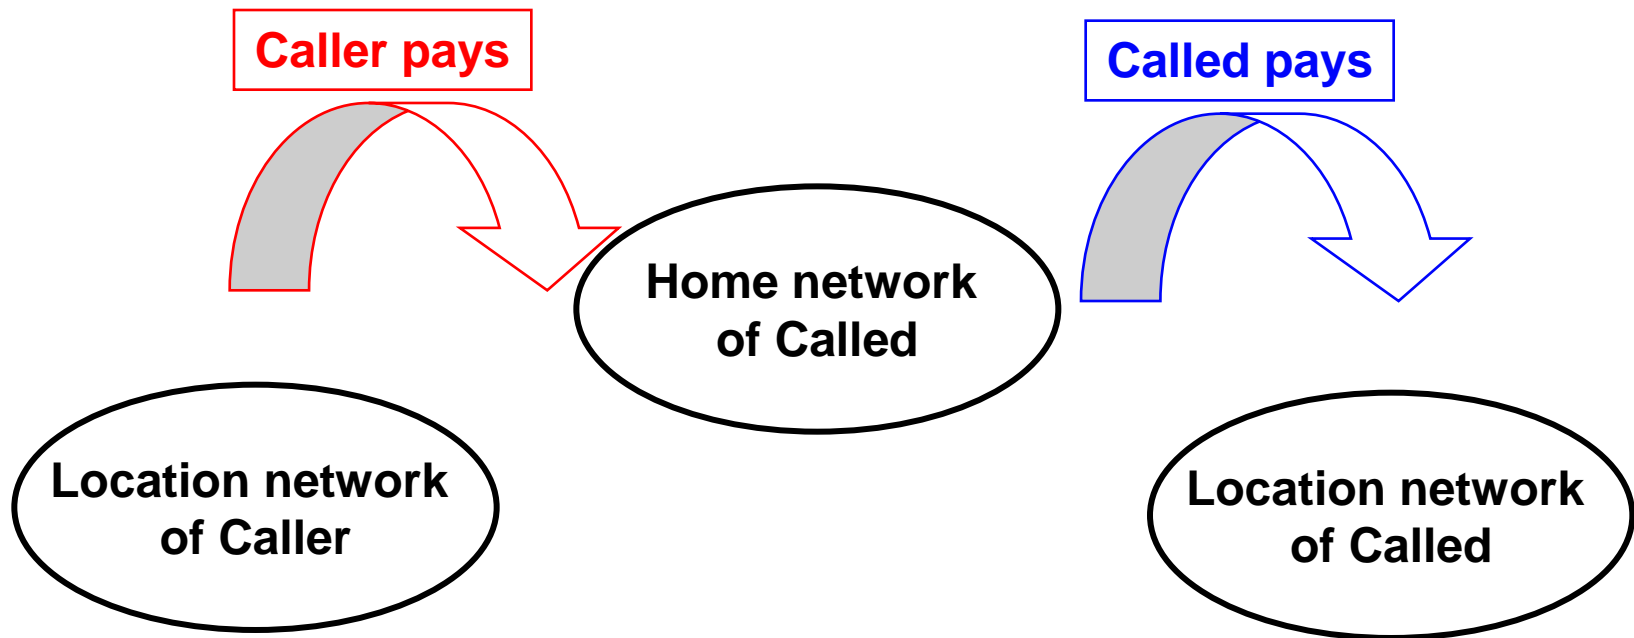 Caller pays
Called pays
Home network
of Called
Location network
of Caller
Location network
of Called